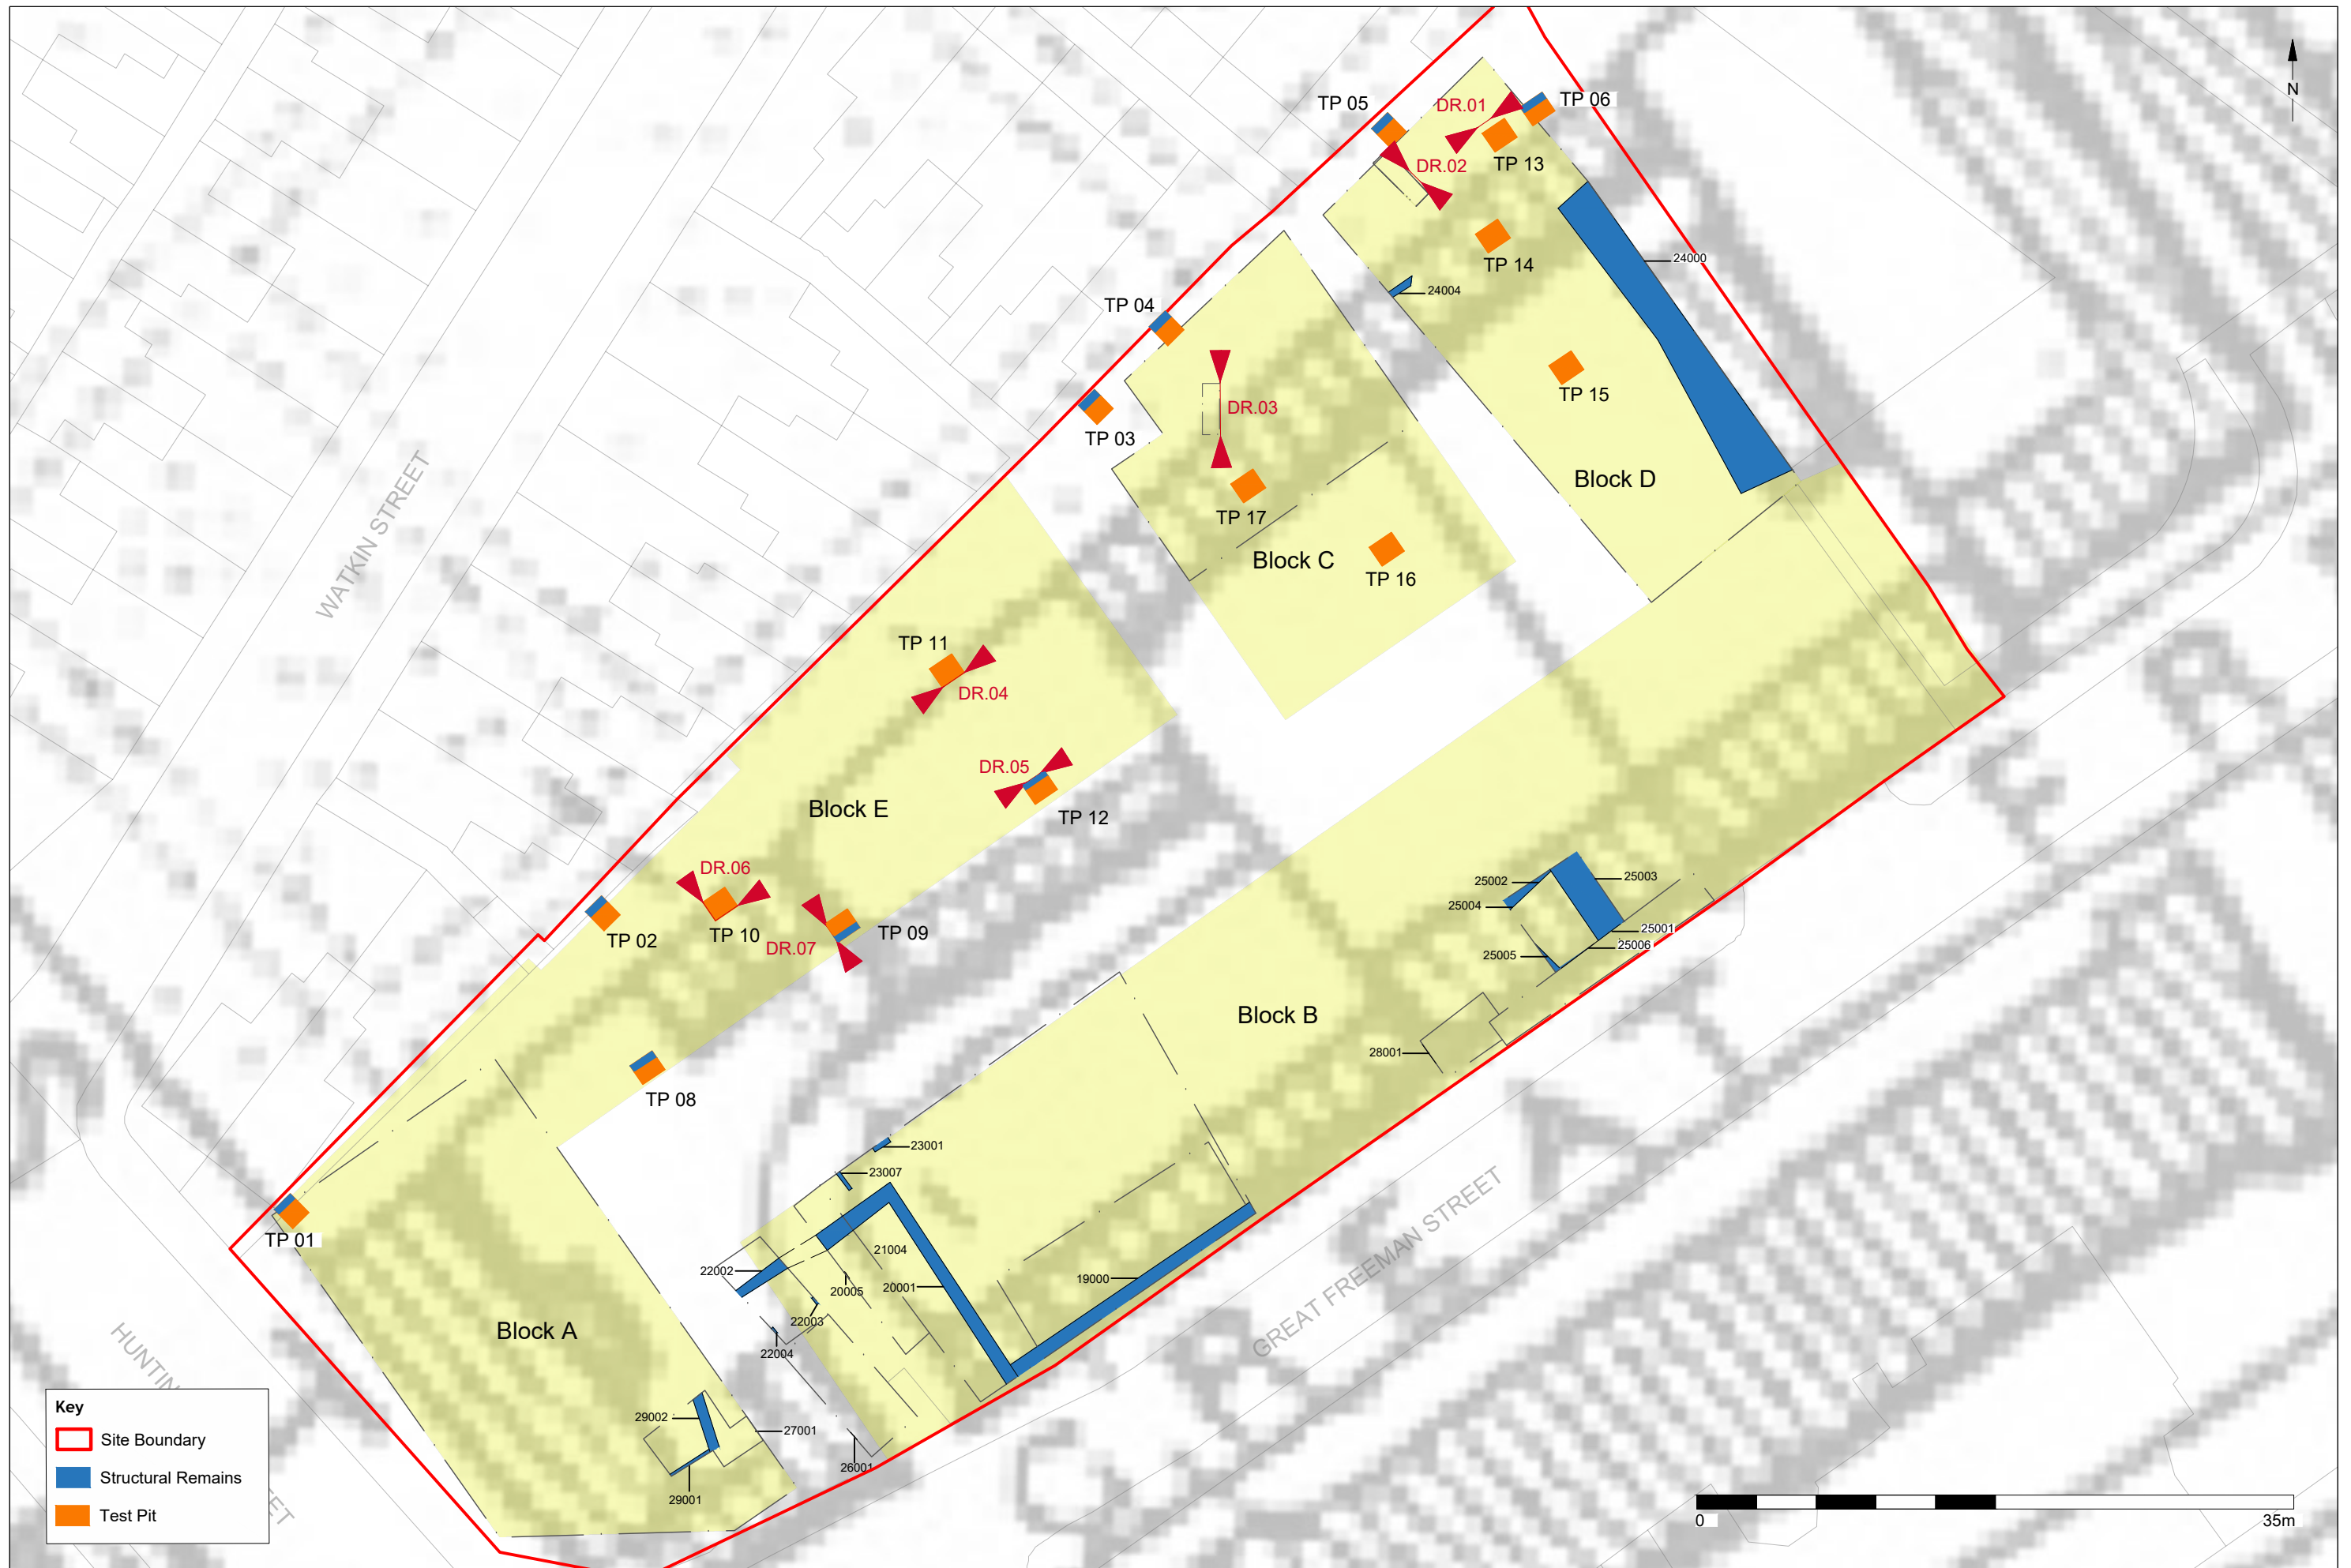 N
TP 05
DR.01
TP 06
DR.02
TP 13
TP 14
24000
24004
TP 04
TP 15
TP 03
DR.03
Block D
TP 17
Block C
TP 16
WATKIN STREET
TP 11
DR.04
DR.05
Block E
TP 12
DR.06
TP 02
TP 10
DR.07
TP 09
25002
25003
25004
25001
25006
25005
Block B
28001
TP 08
23001
23007
TP 01
21004
22002
20005
20001
19000
22003
22004
GREAT FREEMAN STREET
Block A
29002
27001
26001
29001
HUNTIN
ET
Key
Site Boundary
Structural Remains
Test Pit
0
35m